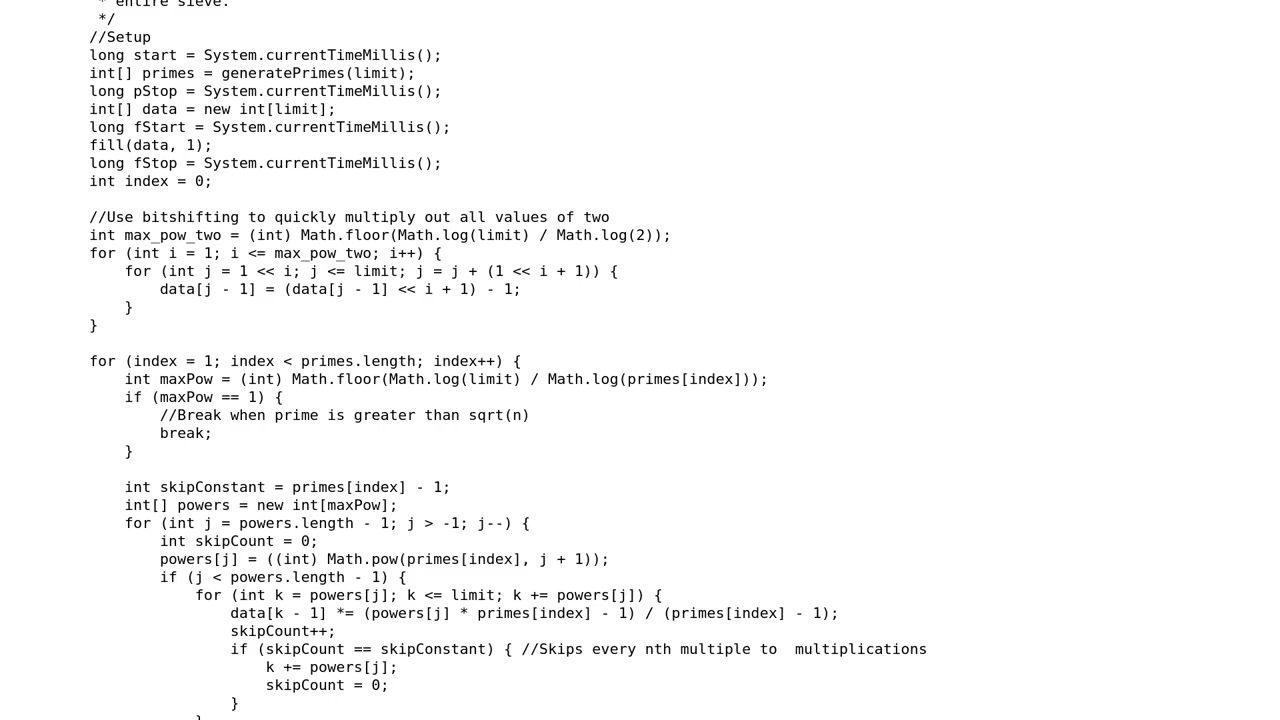 * entire sieve.
*/
//Setup
long start = System.currentTimeMillis();
int[] primes = generatePrimes(limit);
long pStop = System.currentTimeMillis();
int[] data = new int[limit];
long fStart = System.currentTimeMillis();
fill(data, 1);
long fStop = System.currentTimeMillis();
int index = 0;

//Use bitshifting to quickly multiply out all values of two
int max_pow_two = (int) Math.floor(Math.log(limit) / Math.log(2));
for (int i = 1; i <= max_pow_two; i++) {
    for (int j = 1 << i; j <= limit; j = j + (1 << i + 1)) {
        data[j - 1] = (data[j - 1] << i + 1) - 1;
    }
}

for (index = 1; index < primes.length; index++) {
    int maxPow = (int) Math.floor(Math.log(limit) / Math.log(primes[index]));
    if (maxPow == 1) {
        //Break when prime is greater than sqrt(n)
        break;
    }

    int skipConstant = primes[index] - 1;
    int[] powers = new int[maxPow];
    for (int j = powers.length - 1; j > -1; j--) {
        int skipCount = 0;
        powers[j] = ((int) Math.pow(primes[index], j + 1));
        if (j < powers.length - 1) {
            for (int k = powers[j]; k <= limit; k += powers[j]) {
                data[k - 1] *= (powers[j] * primes[index] - 1) / (primes[index] - 1);
                skipCount++;
                if (skipCount == skipConstant) { //Skips every nth multiple to  multiplications
                    k += powers[j];
                    skipCount = 0;
                }
            }